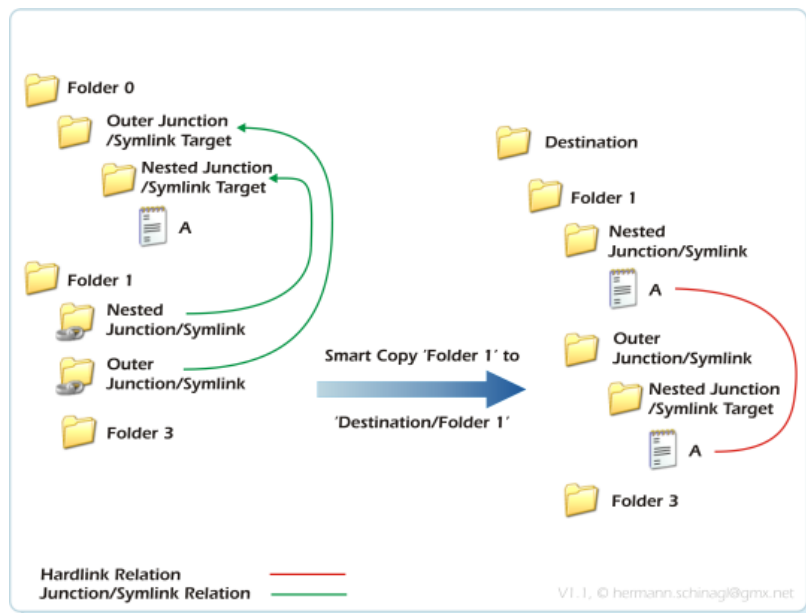 Folder 0
Outer Junction
/Symlink Target
Nested Junction
/Symlink Target
A
Folder 1
Nested
Junction/Symlink
Outer
Junction/Symlink
Folder 3
Smart Copy 'Folder 1' to
'Destination/Folder 1'
Destination
Folder 1
Nested
Junction/Symlink
A
Outer
Junction/Symlink
Nested Junction
/Symlink Target
A
Folder 3
Hardlink Relation
Junction/Symlink Relation
V1.1, © hermann.schinagl@gmx.net